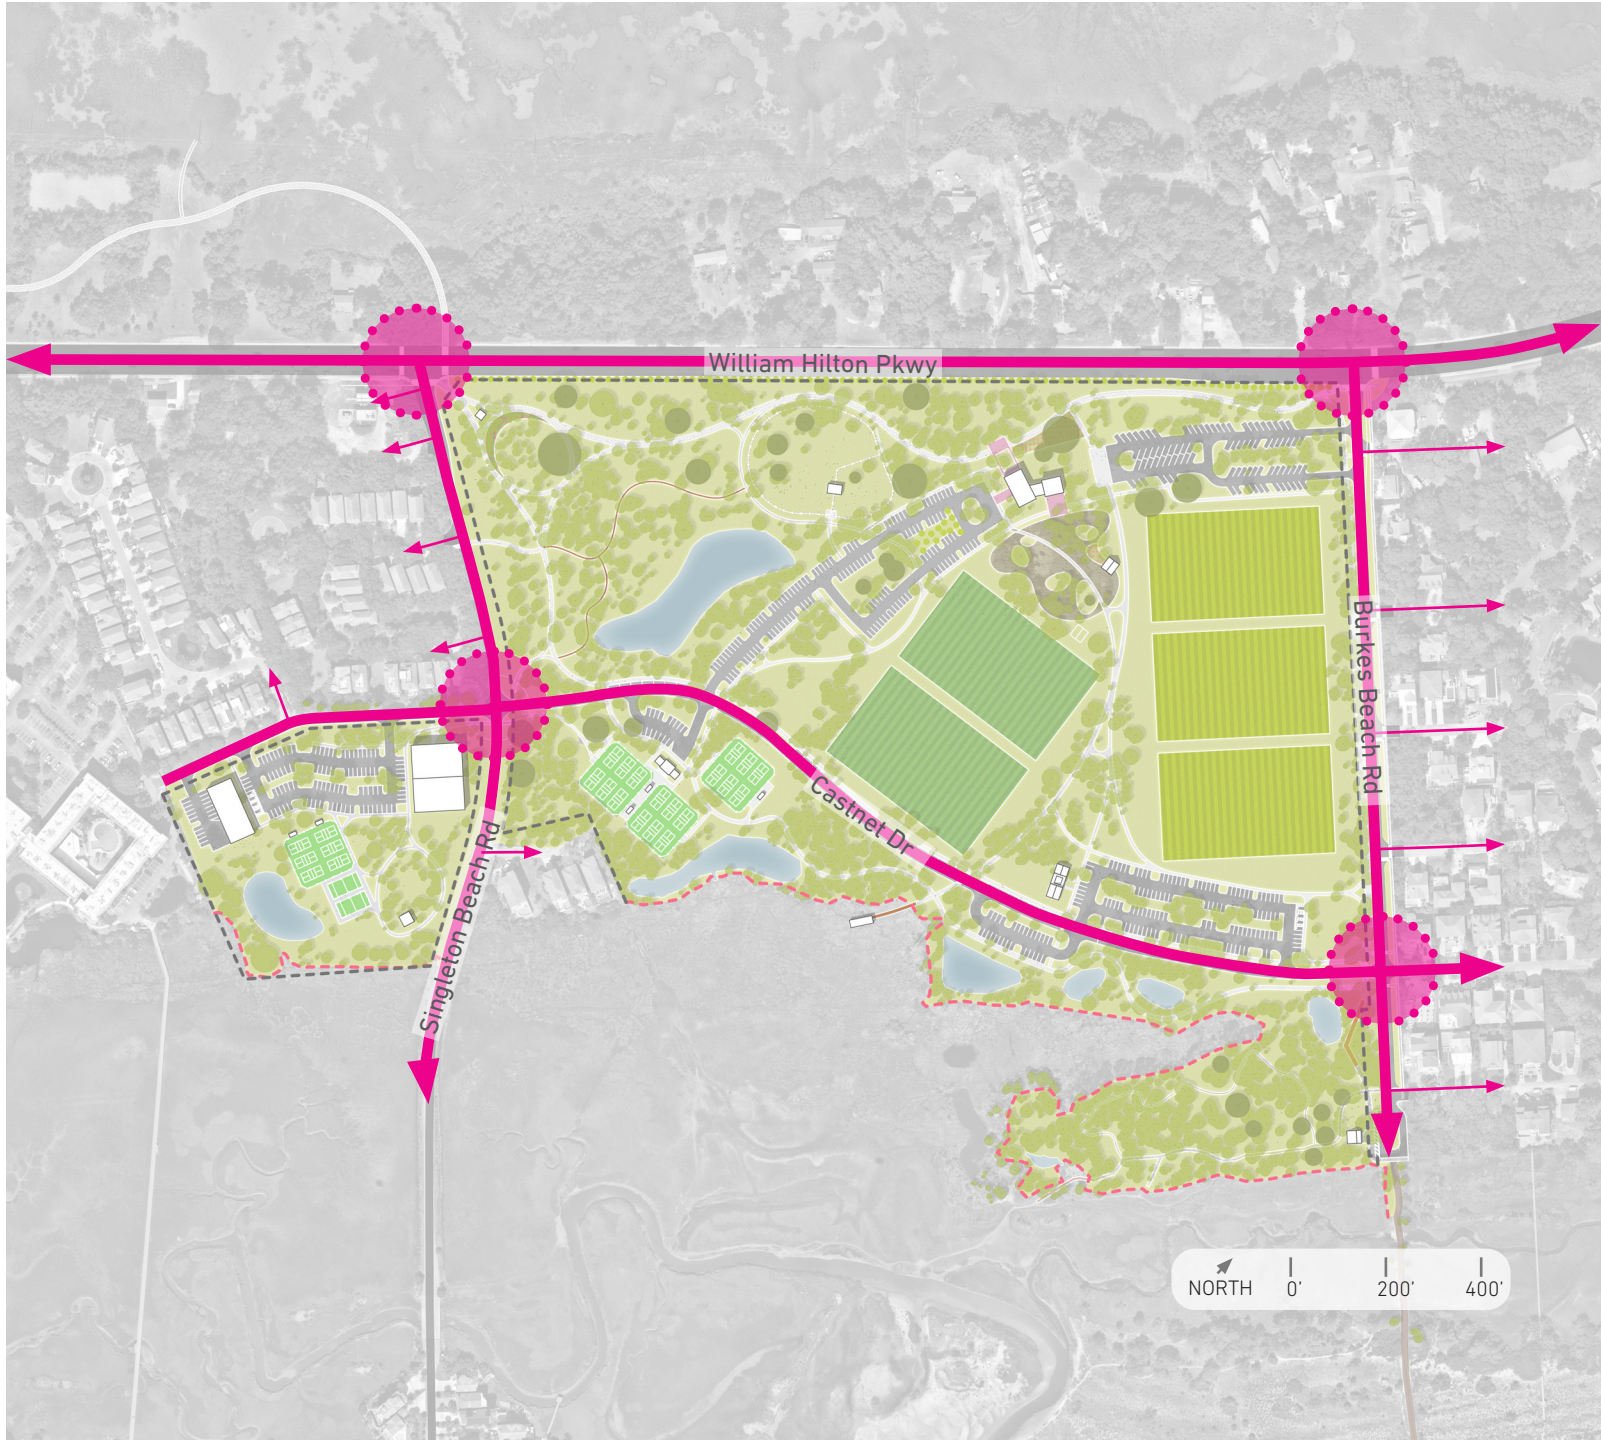 William Hilton Pkwy
Burkes Beach Rd
Castnet Dr
Singleton Beach Rd
NORTH 0' 200' 400'